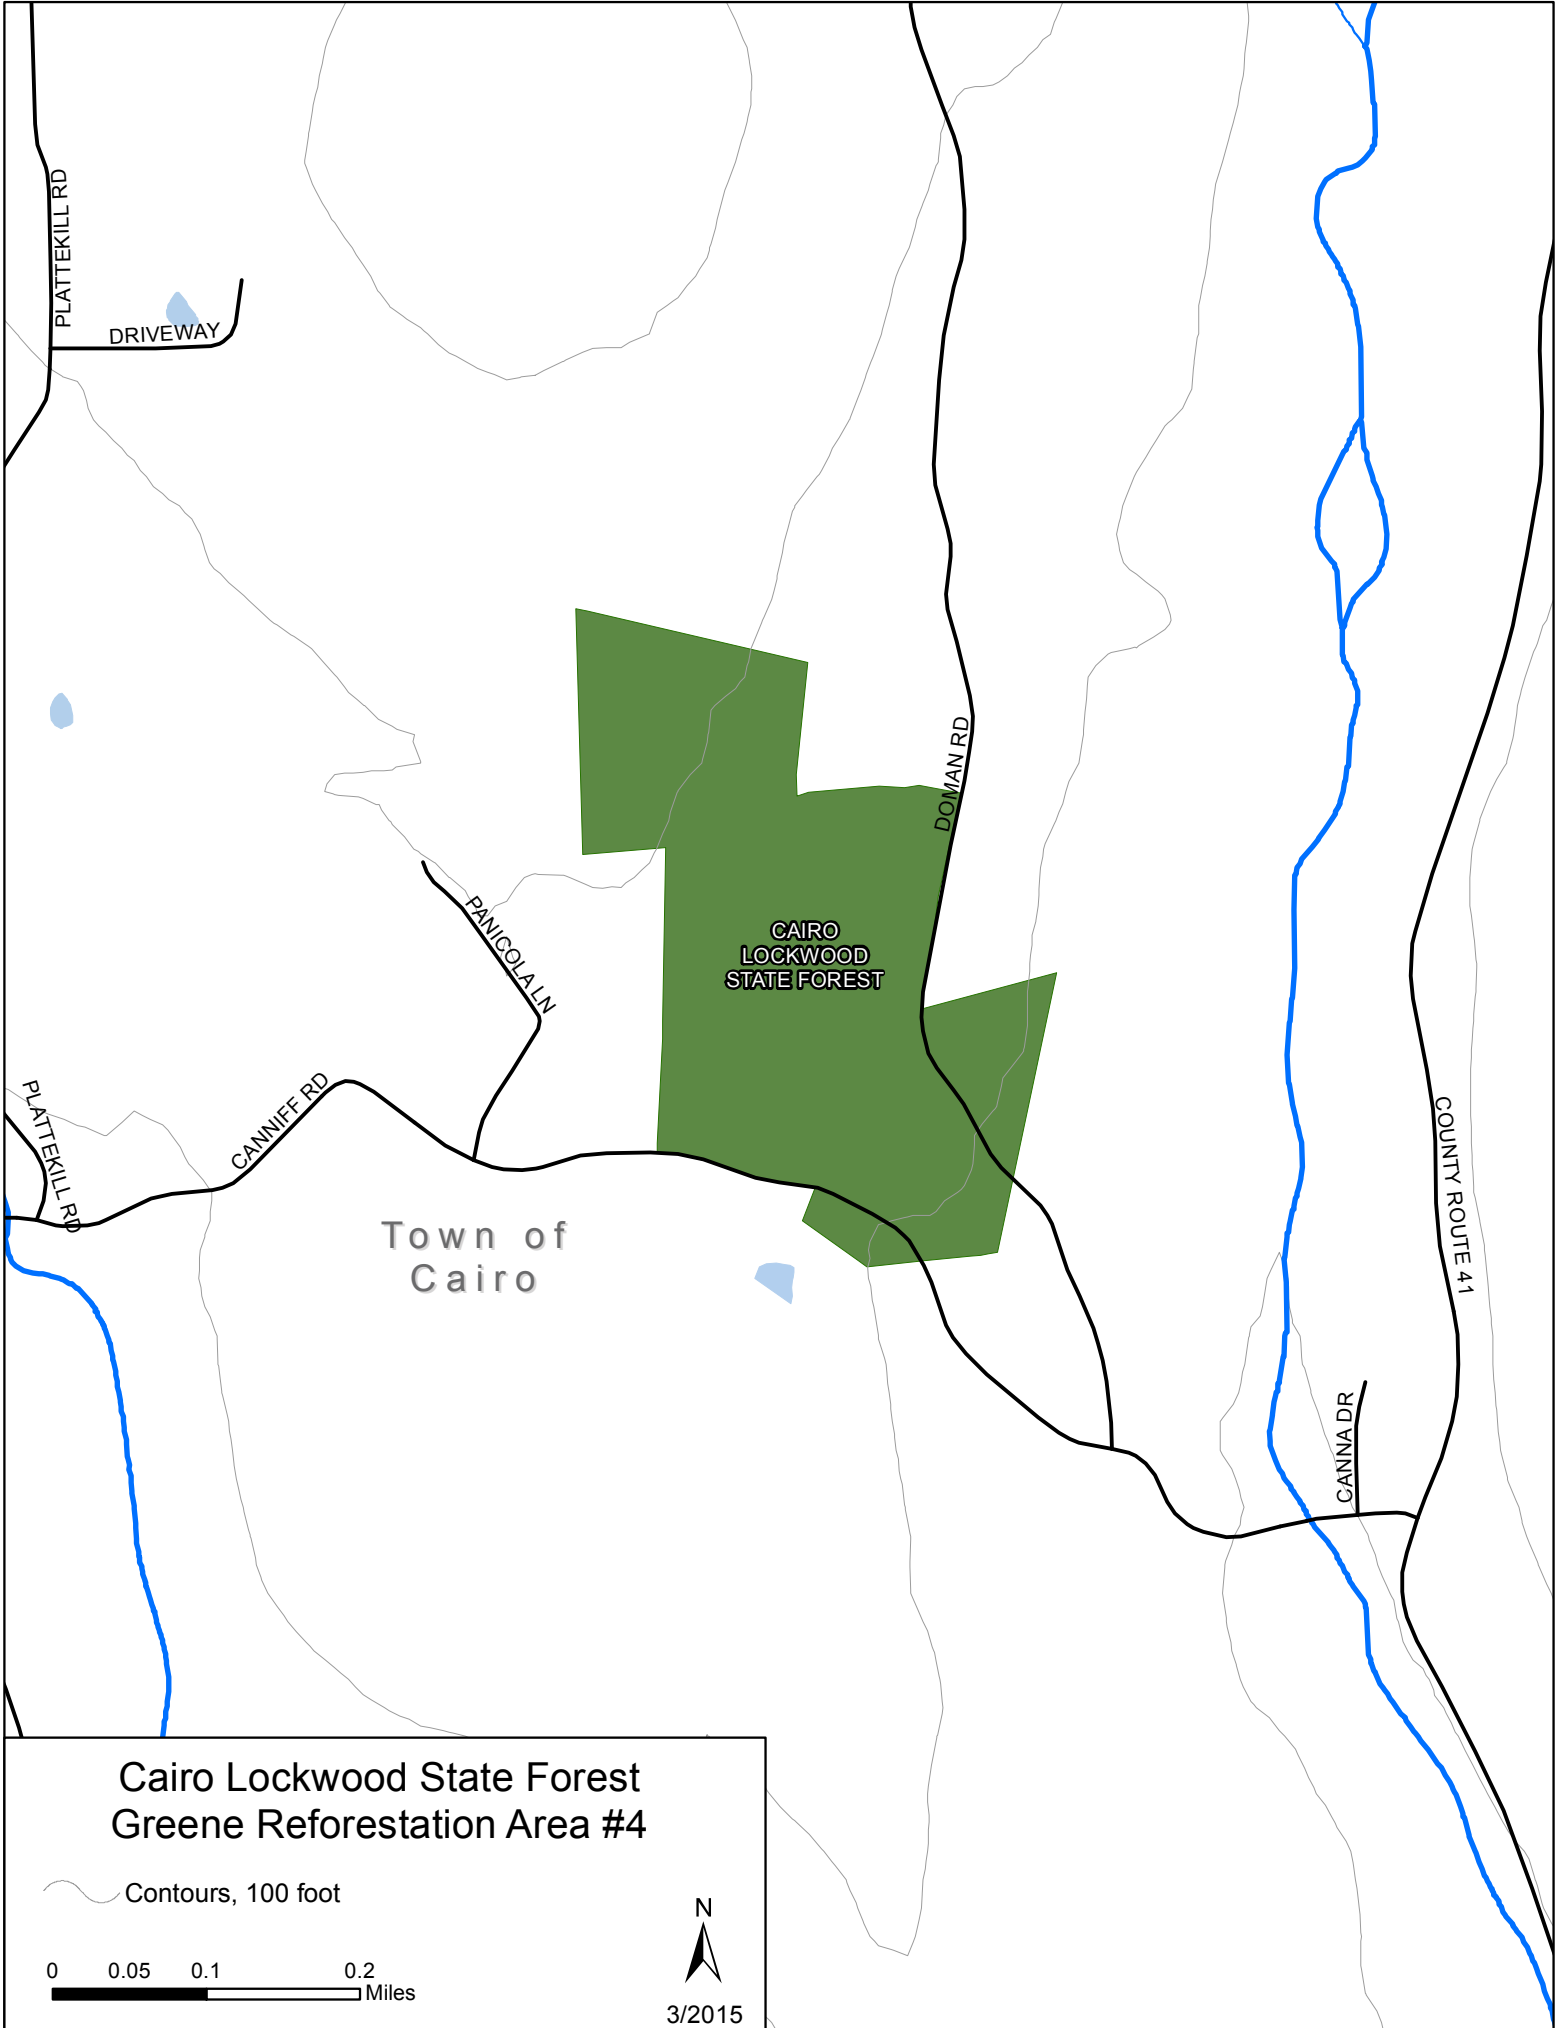 PLATTEKILL RD
DRIVEWAY
DOMAN RD
CAIRO
LOCKWOOD
STATE FOREST
PANICOLA LN
CANNIFF RD
PLATTEKILL RD
COUNTY ROUTE 41
Town of
Cairo
CANNA DR
Cairo Lockwood State Forest
Greene Reforestation Area #4
Contours, 100 foot
N
0 0.05 0.1 0.2
Miles
3/2015